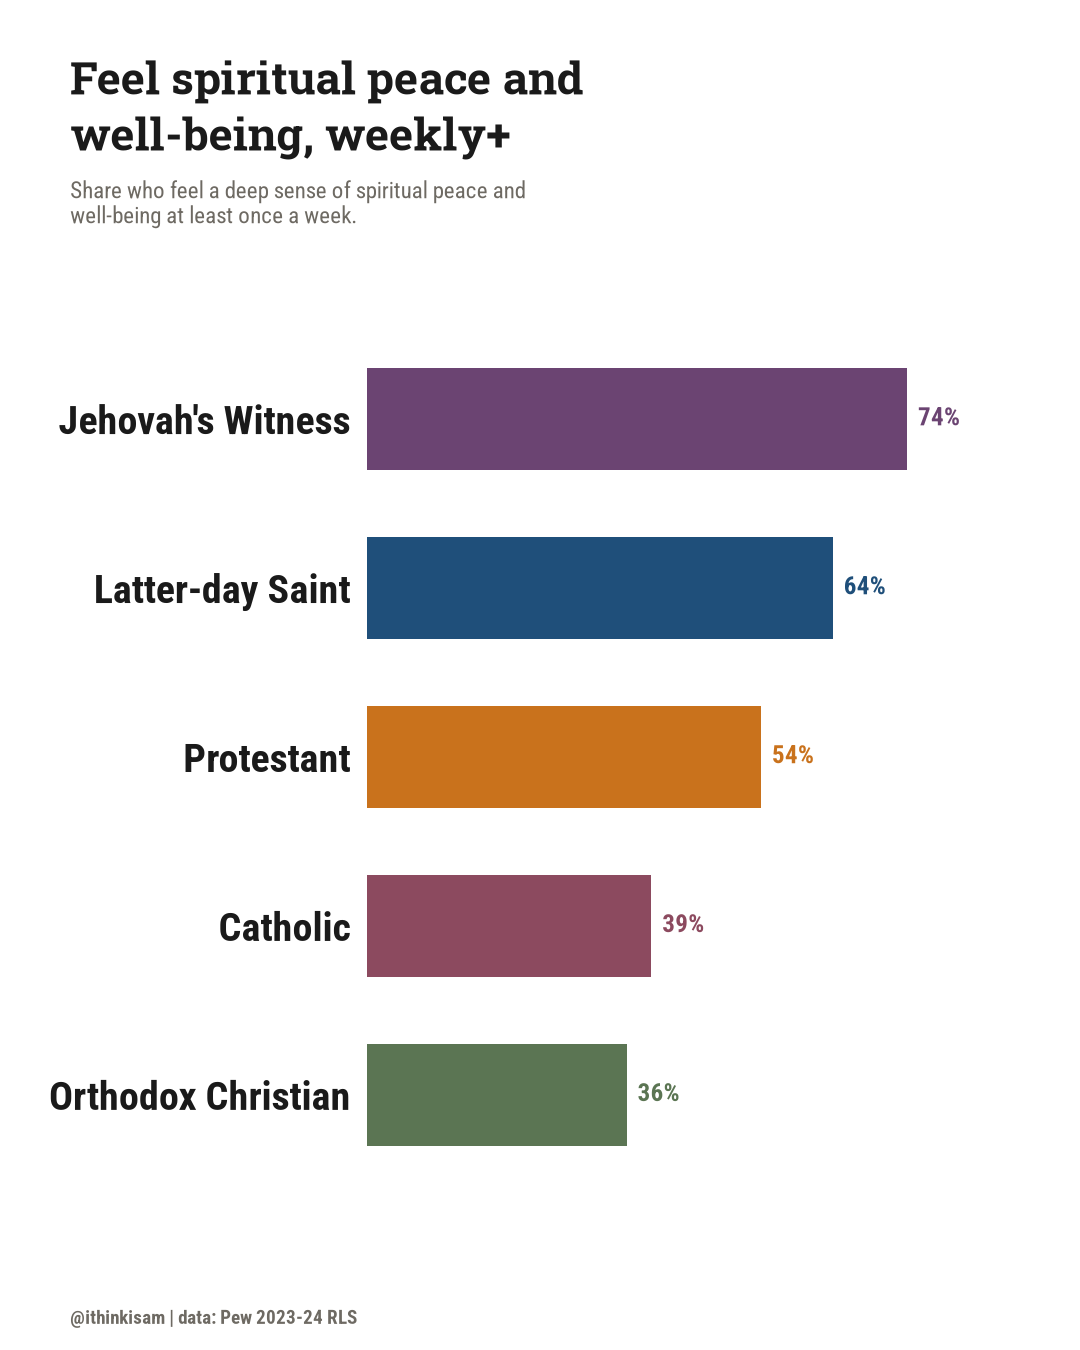 Feel spiritual peace and
well-being, weekly+
Share who feel a deep sense of spiritual peace and
well-being at least once a week.
Jehovah's Witness 74%
Latter-day Saint 64%
Protestant 54%
Catholic 39%
Orthodox Christian 36%
@ithinkisam | data: Pew 2023-24 RLS